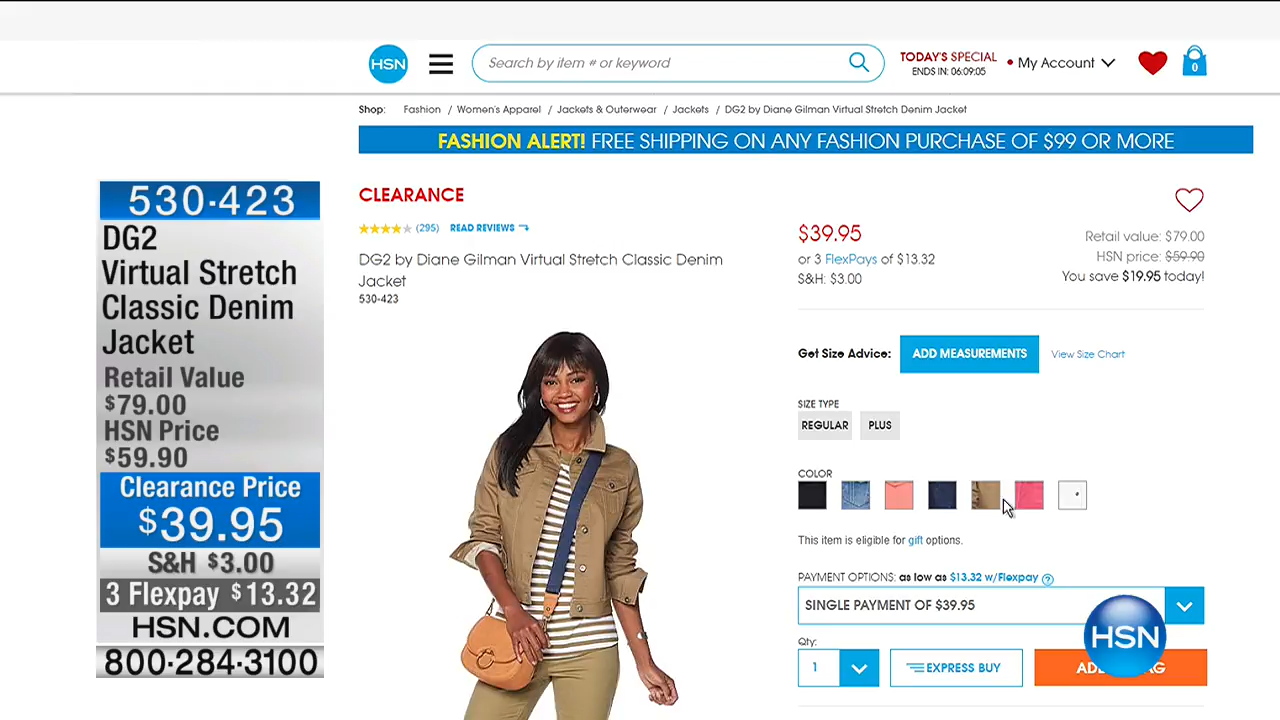 HSN
Search by item # or keyword
TODAY'S SPECIAL
ENDS IN: 06:09:05
My Account
0
Shop: Fashion / Women's Apparel / Jackets & Outerwear / Jackets / DG2 by Diane Gilman Virtual Stretch Denim Jacket
FASHION ALERT! FREE SHIPPING ON ANY FASHION PURCHASE OF $99 OR MORE
530-423
DG2
Virtual Stretch
Classic Denim
Jacket
Retail Value
$79.00
HSN Price
$59.90
Clearance Price
$39.95
S&H $3.00
3 Flexpay $13.32
HSN.COM
800-284-3100
CLEARANCE
(295) READ REVIEWS
DG2 by Diane Gilman Virtual Stretch Classic Denim
Jacket
530-423
$39.95
or 3 FlexPays of $13.32
S&H: $3.00
Retail value: $79.00
HSN price: $59.90
You save $19.95 today!
Get Size Advice: ADD MEASUREMENTS View Size Chart
SIZE TYPE
REGULAR PLUS
COLOR
This item is eligible for gift options.
PAYMENT OPTIONS: as low as $13.32 w/Flexpay ?
SINGLE PAYMENT OF $39.95
Qty:
1
EXPRESS BUY
HSN